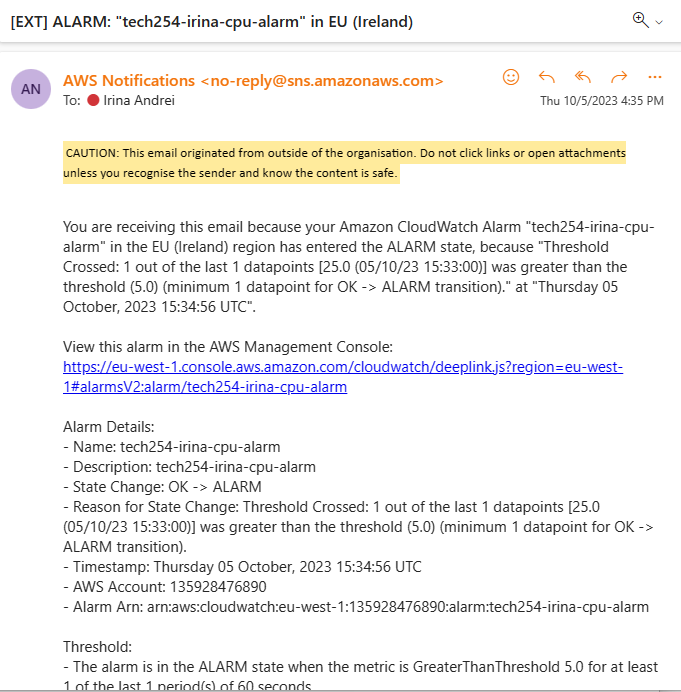 [EXT] ALARM: "tech254-irina-cpu-alarm" in EU (Ireland)
AN
AWS Notifications <no-reply@sns.amazonaws.com>
To: Irina Andrei
Thu 10/5/2023 4:35 PM
CAUTION: This email originated from outside of the organisation. Do not click links or open attachments
unless you recognise the sender and know the content is safe.
You are receiving this email because your Amazon CloudWatch Alarm "tech254-irina-cpu-
alarm" in the EU (Ireland) region has entered the ALARM state, because "Threshold
Crossed: 1 out of the last 1 datapoints [25.0 (05/10/23 15:33:00)] was greater than the
threshold (5.0) (minimum 1 datapoint for OK -> ALARM transition)." at "Thursday 05
October, 2023 15:34:56 UTC".
View this alarm in the AWS Management Console:
https://eu-west-1.console.aws.amazon.com/cloudwatch/deeplink.js?region=eu-west-
1#alarmsV2:alarm/tech254-irina-cpu-alarm
Alarm Details:
- Name: tech254-irina-cpu-alarm
- Description: tech254-irina-cpu-alarm
- State Change: OK -> ALARM
- Reason for State Change: Threshold Crossed: 1 out of the last 1 datapoints [25.0
(05/10/23 15:33:00)] was greater than the threshold (5.0) (minimum 1 datapoint for OK ->
ALARM transition).
- Timestamp: Thursday 05 October, 2023 15:34:56 UTC
- AWS Account: 135928476890
- Alarm Arn: arn:aws:cloudwatch:eu-west-1:135928476890:alarm:tech254-irina-cpu-alarm
Threshold:
- The alarm is in the ALARM state when the metric is GreaterThanThreshold 5.0 for at least
1 of the last 1 period(s) of 60 seconds